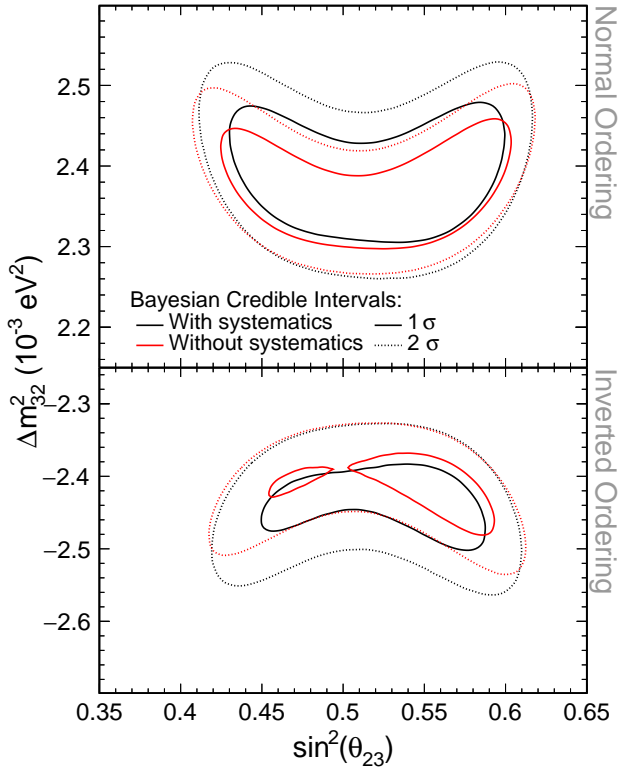 Normal Ordering
2.5
2.4
2.3
2.2
Bayesian Credible Intervals:
With systematics 1 σ
Without systematics 2 σ
Δm²₃₂ (10⁻³ eV²)
Inverted Ordering
−2.3
−2.4
−2.5
−2.6
0.35 0.4 0.45 0.5 0.55 0.6 0.65
sin²(θ₂₃)